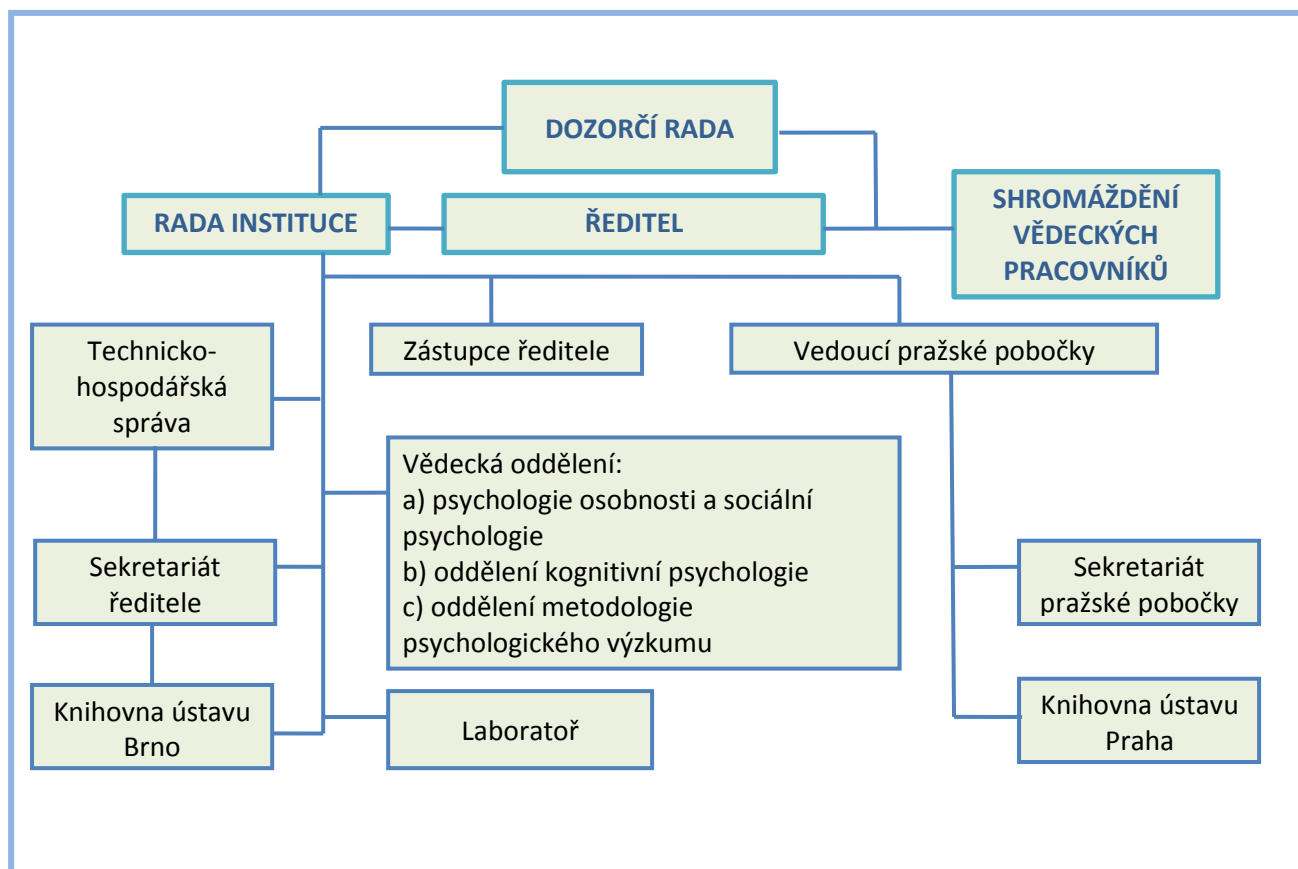 DOZORČÍ RADA
RADA INSTITUCE
ŘEDITEL
SHROMÁŽDĚNÍ
VĚDECKÝCH
PRACOVNÍKŮ
Technicko-
hospodářská
správa
Zástupce ředitele
Vedoucí pražské pobočky
Vědecká oddělení:
a) psychologie osobnosti a sociální
psychologie
b) oddělení kognitivní psychologie
c) oddělení metodologie
psychologického výzkumu
Sekretariát
ředitele
Sekretariát
pražské pobočky
Knihovna ústavu
Brno
Laboratoř
Knihovna ústavu
Praha